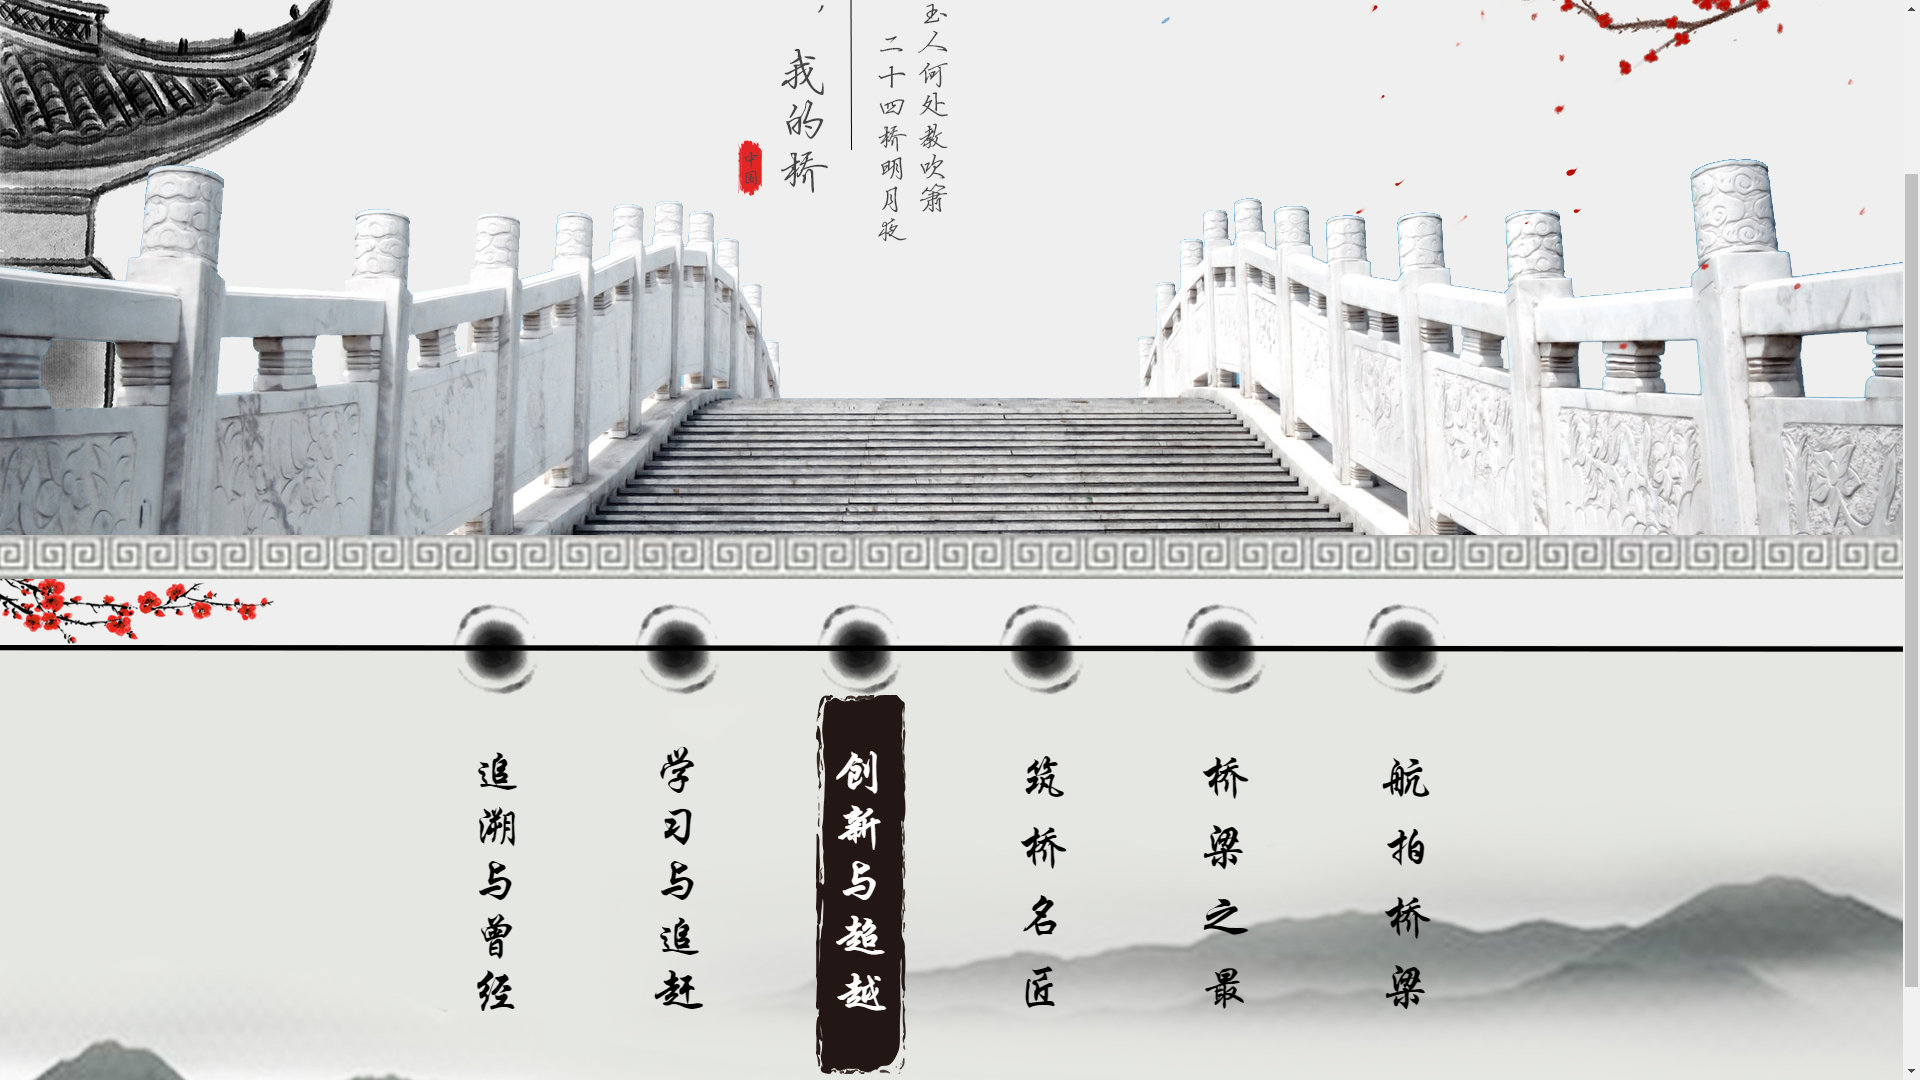 玉人何处教吹箫
二十四桥明月夜
，我的桥
中国
追溯与曾经
学习与追赶
创新与超越
筑桥名匠
桥梁之最
航拍桥梁